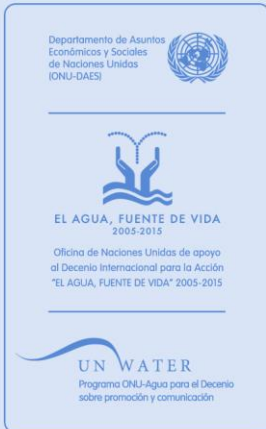 Departamento de Asuntos
Económicos y Sociales
de Naciones Unidas
(ONU-DAES)
EL AGUA, FUENTE DE VIDA
2005-2015
Oficina de Naciones Unidas de apoyo
al Decenio Internacional para la Acción
"EL AGUA, FUENTE DE VIDA" 2005-2015
UN WATER
Programa ONU-Agua para el Decenio
sobre promoción y comunicación